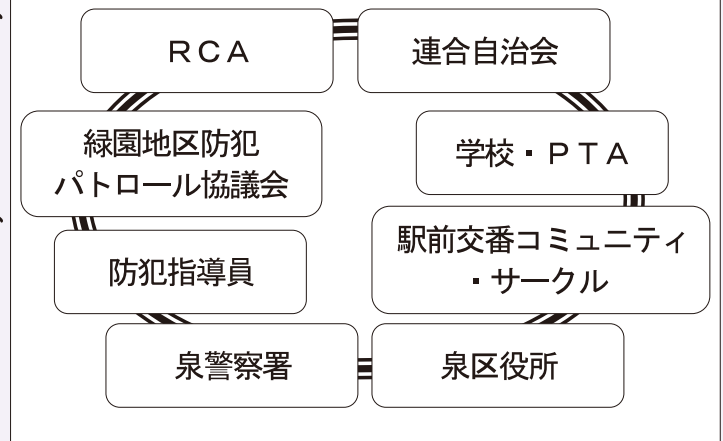 RCA
連合自治会
緑園地区防犯
パトロール協議会
学校・PTA
駅前交番コミュニティ
・サークル
防犯指導員
泉警察署
泉区役所